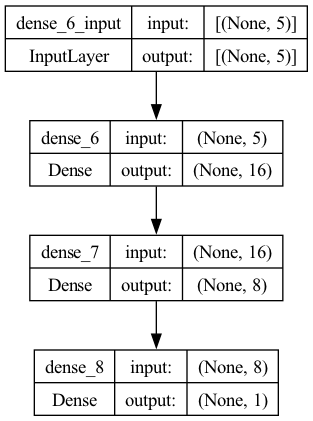 dense_6_input input: [(None, 5)]
InputLayer output: [(None, 5)]
dense_6 input: (None, 5)
Dense output: (None, 16)
dense_7 input: (None, 16)
Dense output: (None, 8)
dense_8 input: (None, 8)
Dense output: (None, 1)